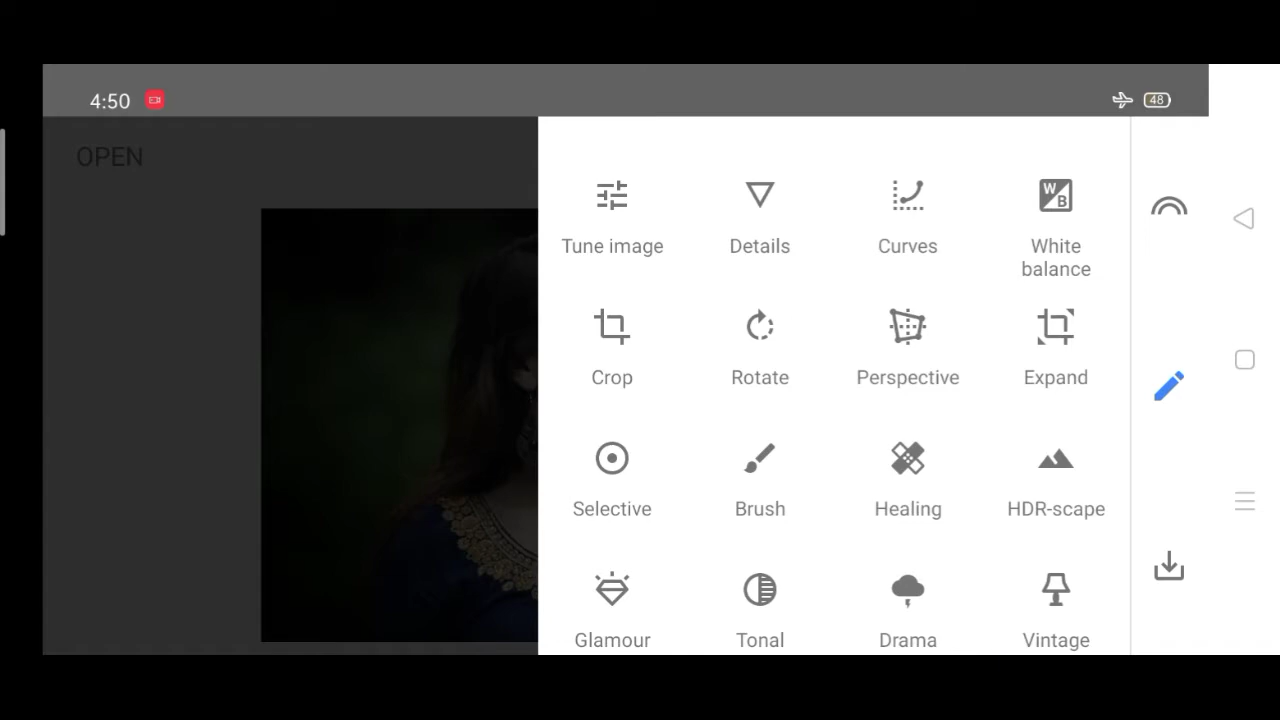 4:50
48
OPEN
Tune image
Details
Curves
W
B
White
balance
Crop
Rotate
Perspective
Expand
Selective
Brush
Healing
HDR-scape
Glamour
Tonal
Drama
Vintage